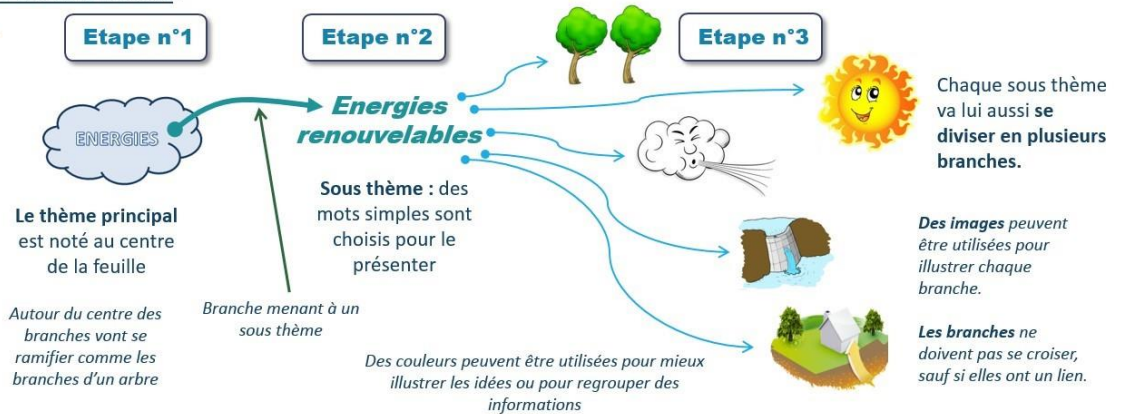 Etape n°1
Etape n°2
Etape n°3
ENERGIES
Energies
renouvelables
Le thème principal
est noté au centre
de la feuille
Autour du centre des
branches vont se
ramifier comme les
branches d'un arbre
Branche menant à un
sous thème
Sous thème : des
mots simples sont
choisis pour le
présenter
Des couleurs peuvent être utilisées pour mieux
illustrer les idées ou pour regrouper des
informations
Chaque sous thème
va lui aussi se
diviser en plusieurs
branches.
Des images peuvent
être utilisées pour
illustrer chaque
branche.
Les branches ne
doivent pas se croiser,
sauf si elles ont un lien.